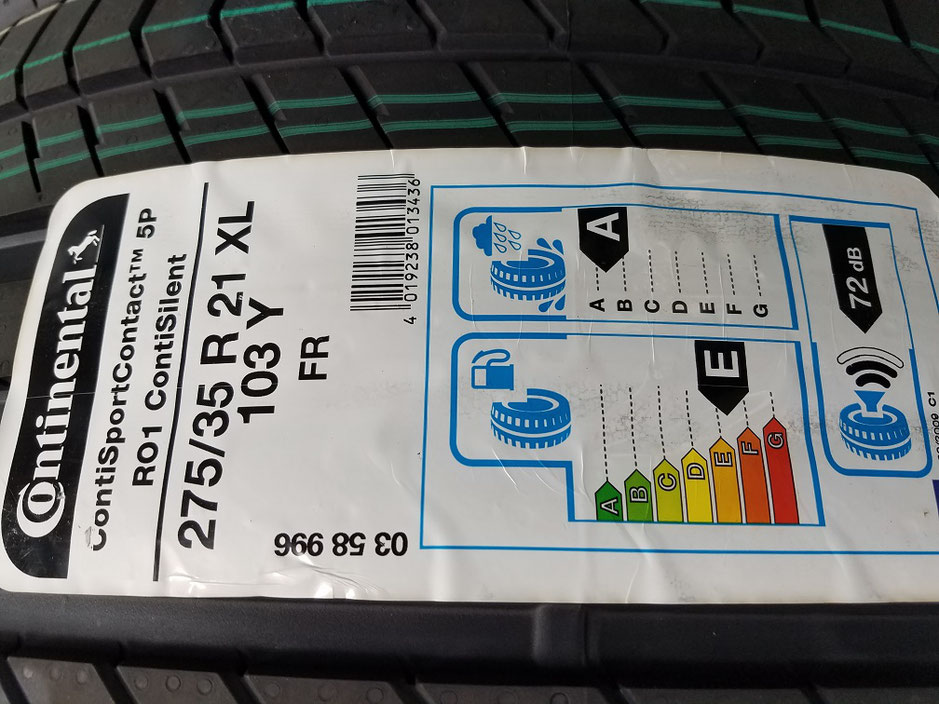 Continental
ContiSportContact™ 5P
RO1 ContiSilent
275/35 R 21 XL
103 Y
FR
4 019238 013436
03 58 996
A
A
B
C
D
E
F
G
E
A
B
C
D
E
F
G
72 dB
C1